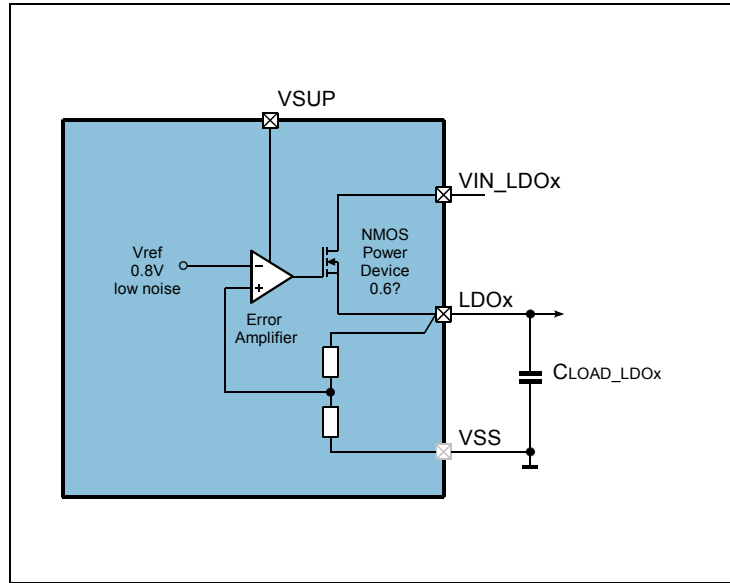 VSUP
VIN_LDOx
Vref
0.8V
low noise
−
+
Error
Amplifier
NMOS
Power
Device
0.6?
LDOx
CLOAD_LDOx
VSS